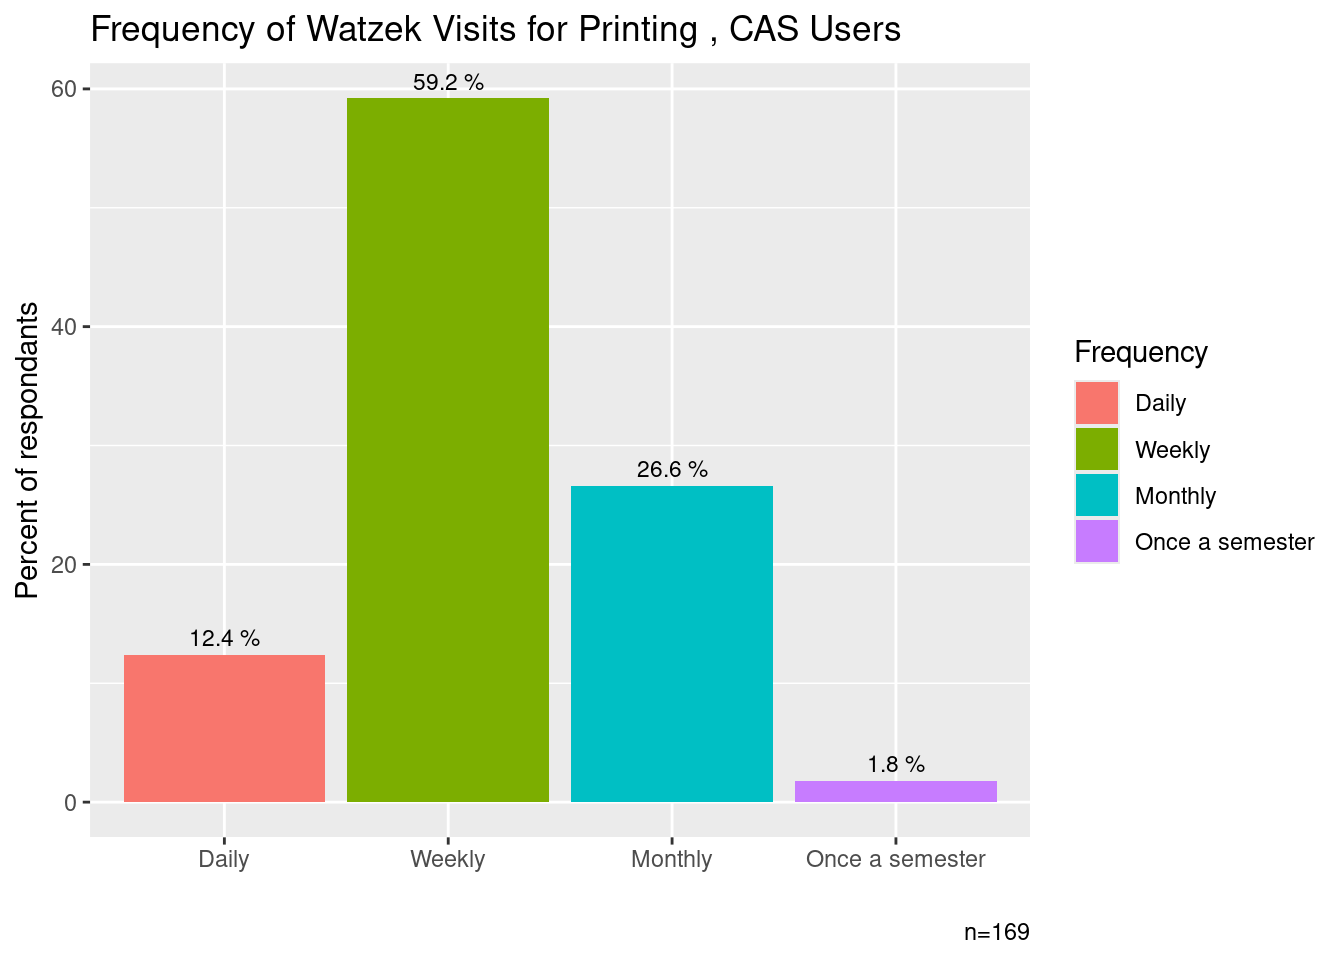 Frequency of Watzek Visits for Printing , CAS Users
Percent of respondants
60
40
20
0
12.4 %
59.2 %
26.6 %
1.8 %
Daily
Weekly
Monthly
Once a semester
Frequency
Daily
Weekly
Monthly
Once a semester
n=169